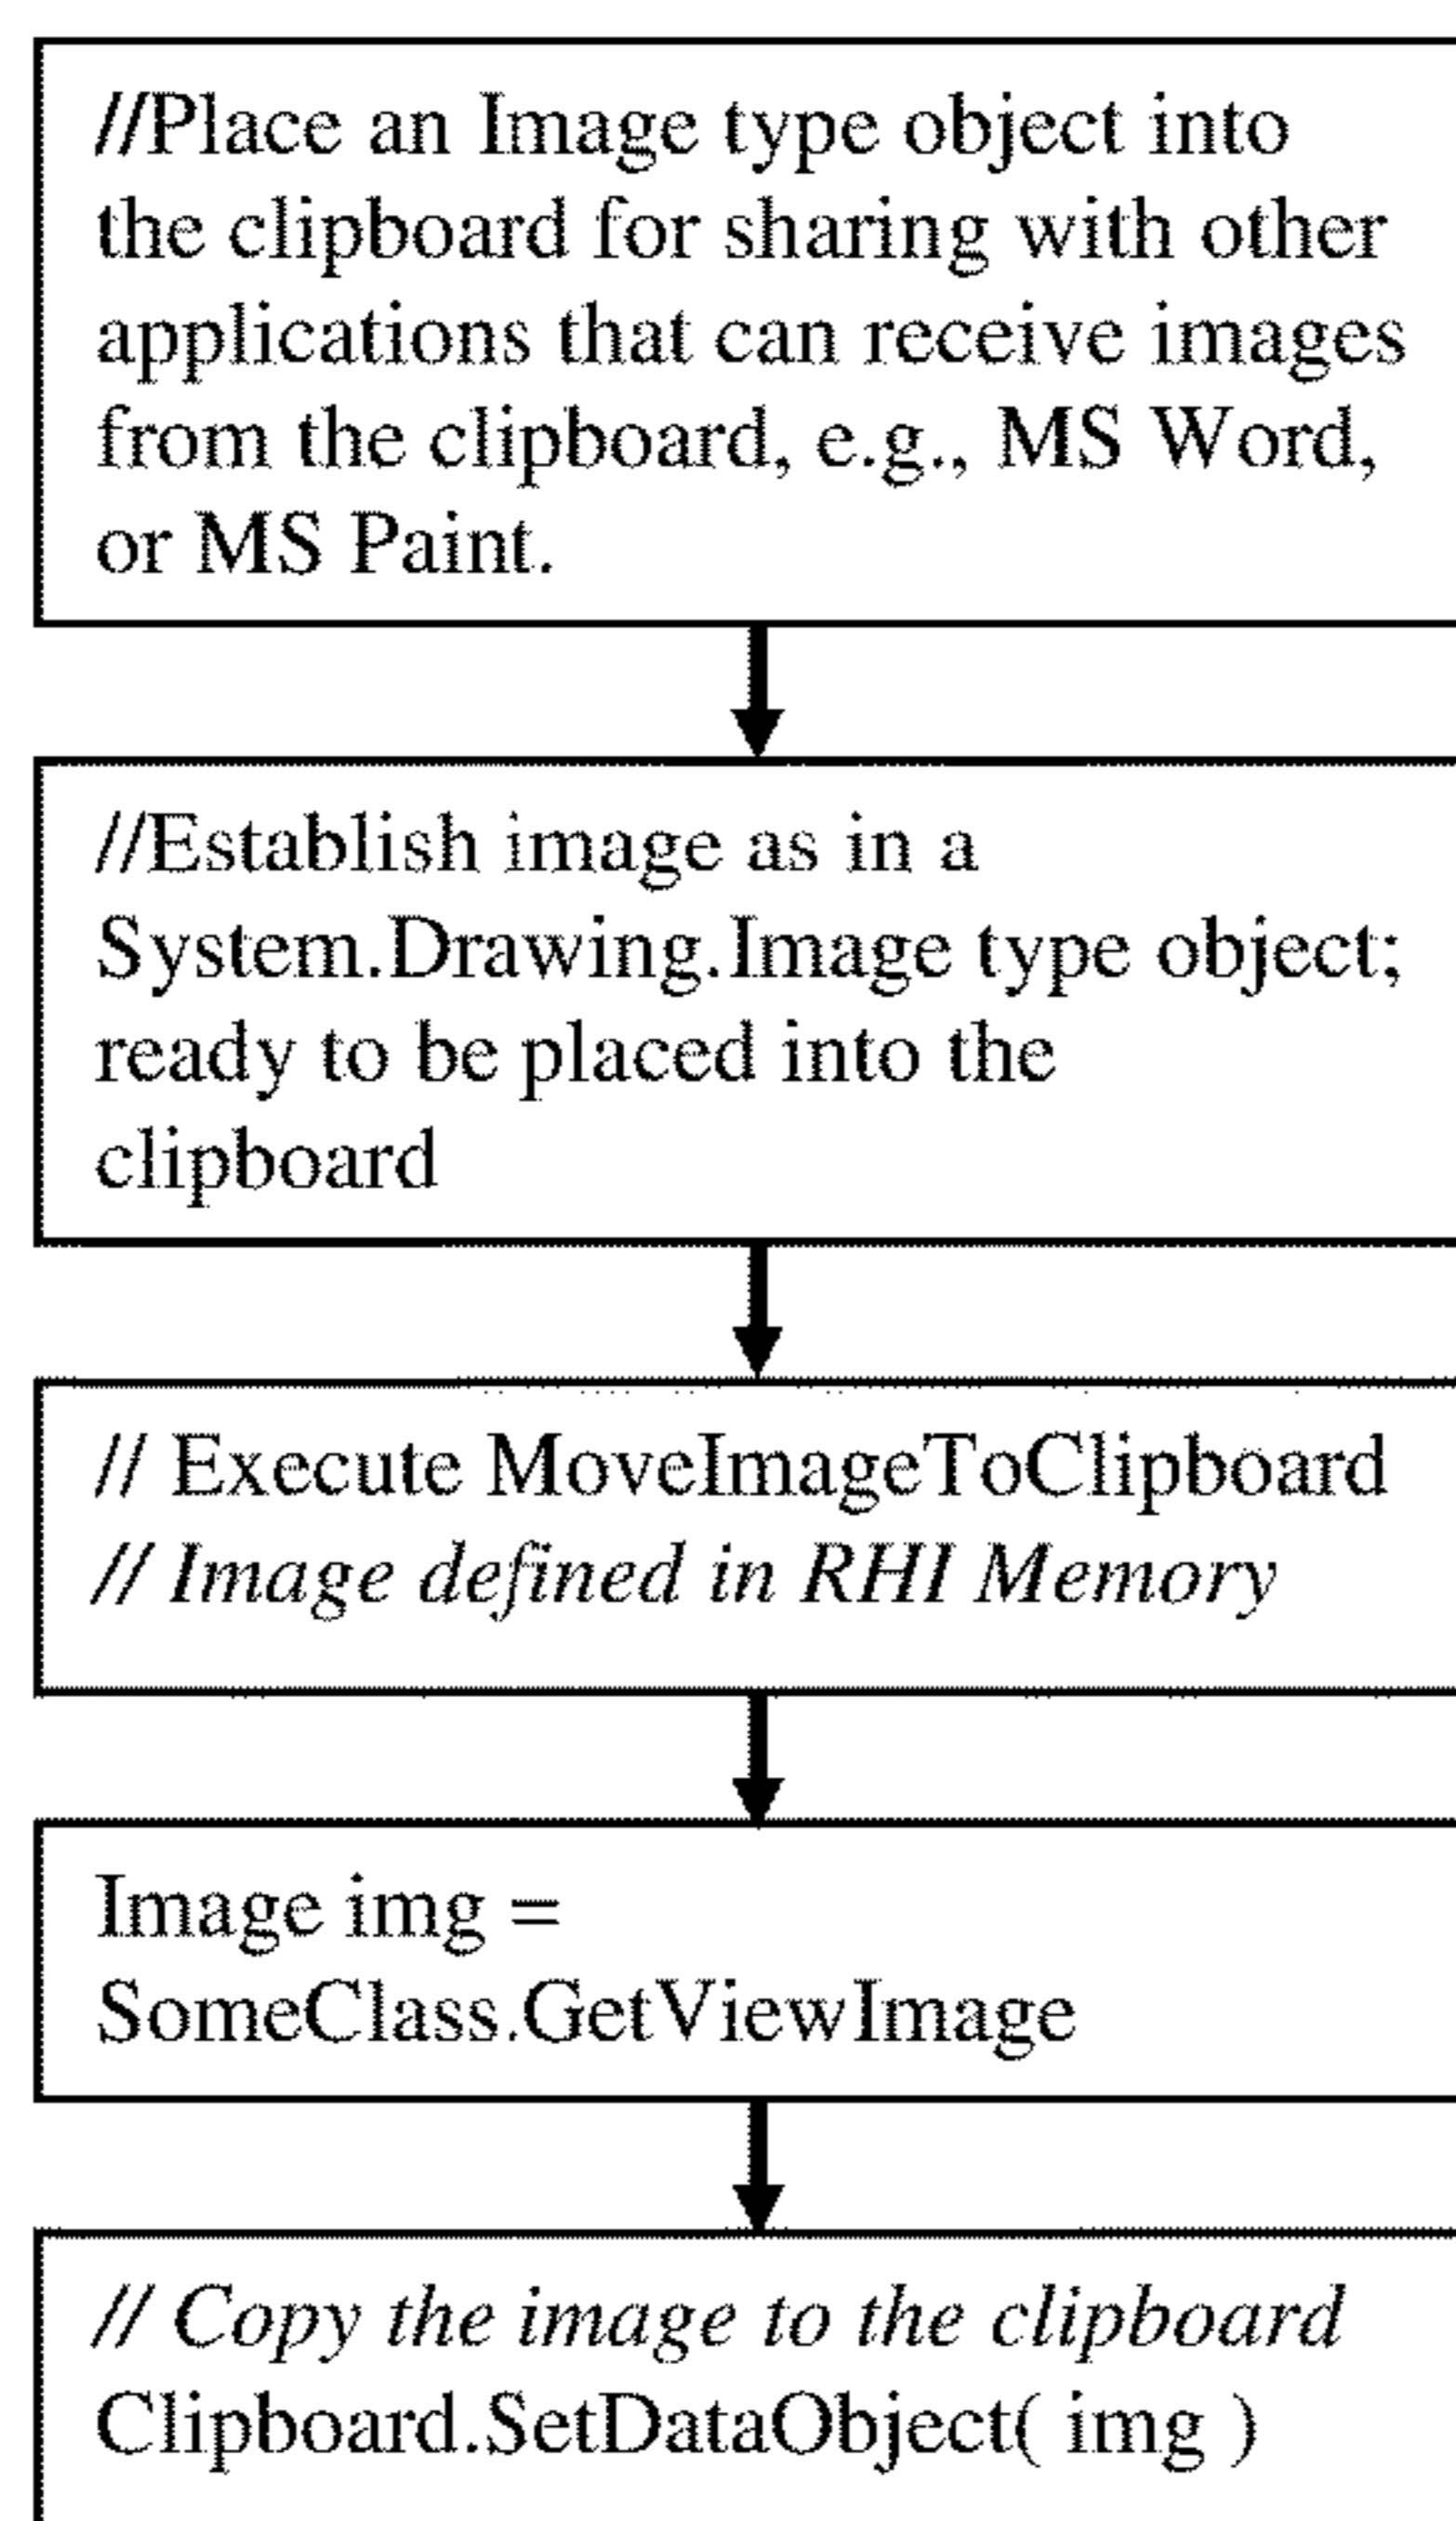 //Place an Image type object into
the clipboard for sharing with other
applications that can receive images
from the clipboard, e.g., MS Word,
or MS Paint.
//Establish image as in a
System.Drawing.Image type object;
ready to be placed into the
clipboard
// Execute MoveImageToClipboard
// Image defined in RHI Memory
Image img =
SomeClass.GetViewImage
// Copy the image to the clipboard
Clipboard.SetDataObject( img )